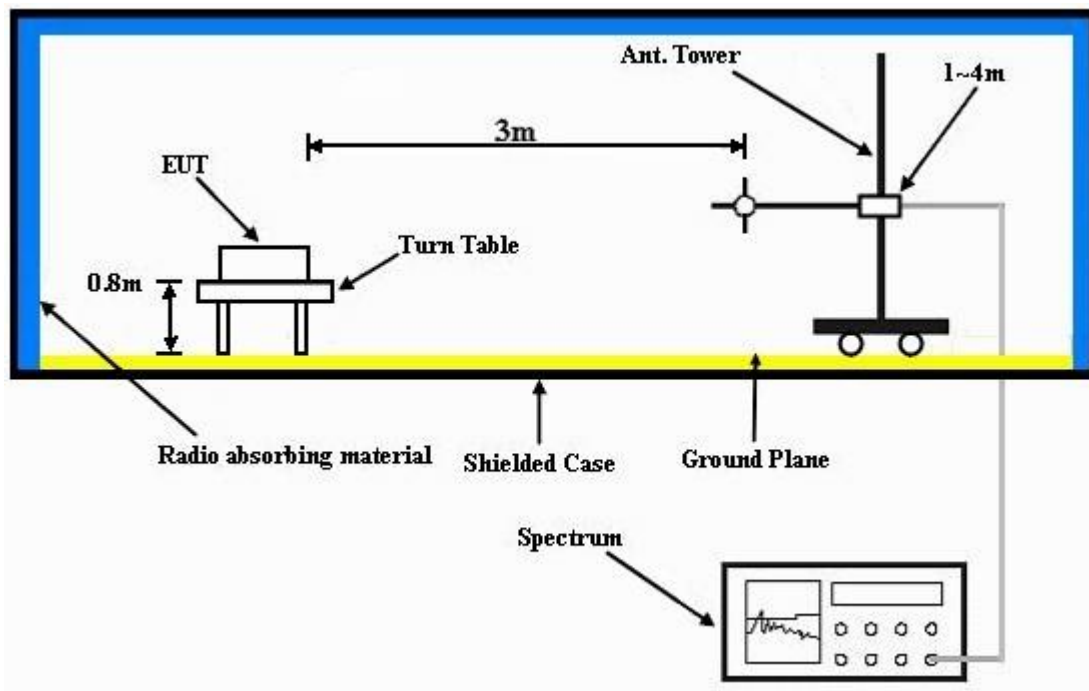 Ant. Tower
1~4m
3m
EUT
Turn Table
0.8m
Radio absorbing material
Shielded Case
Ground Plane
Spectrum